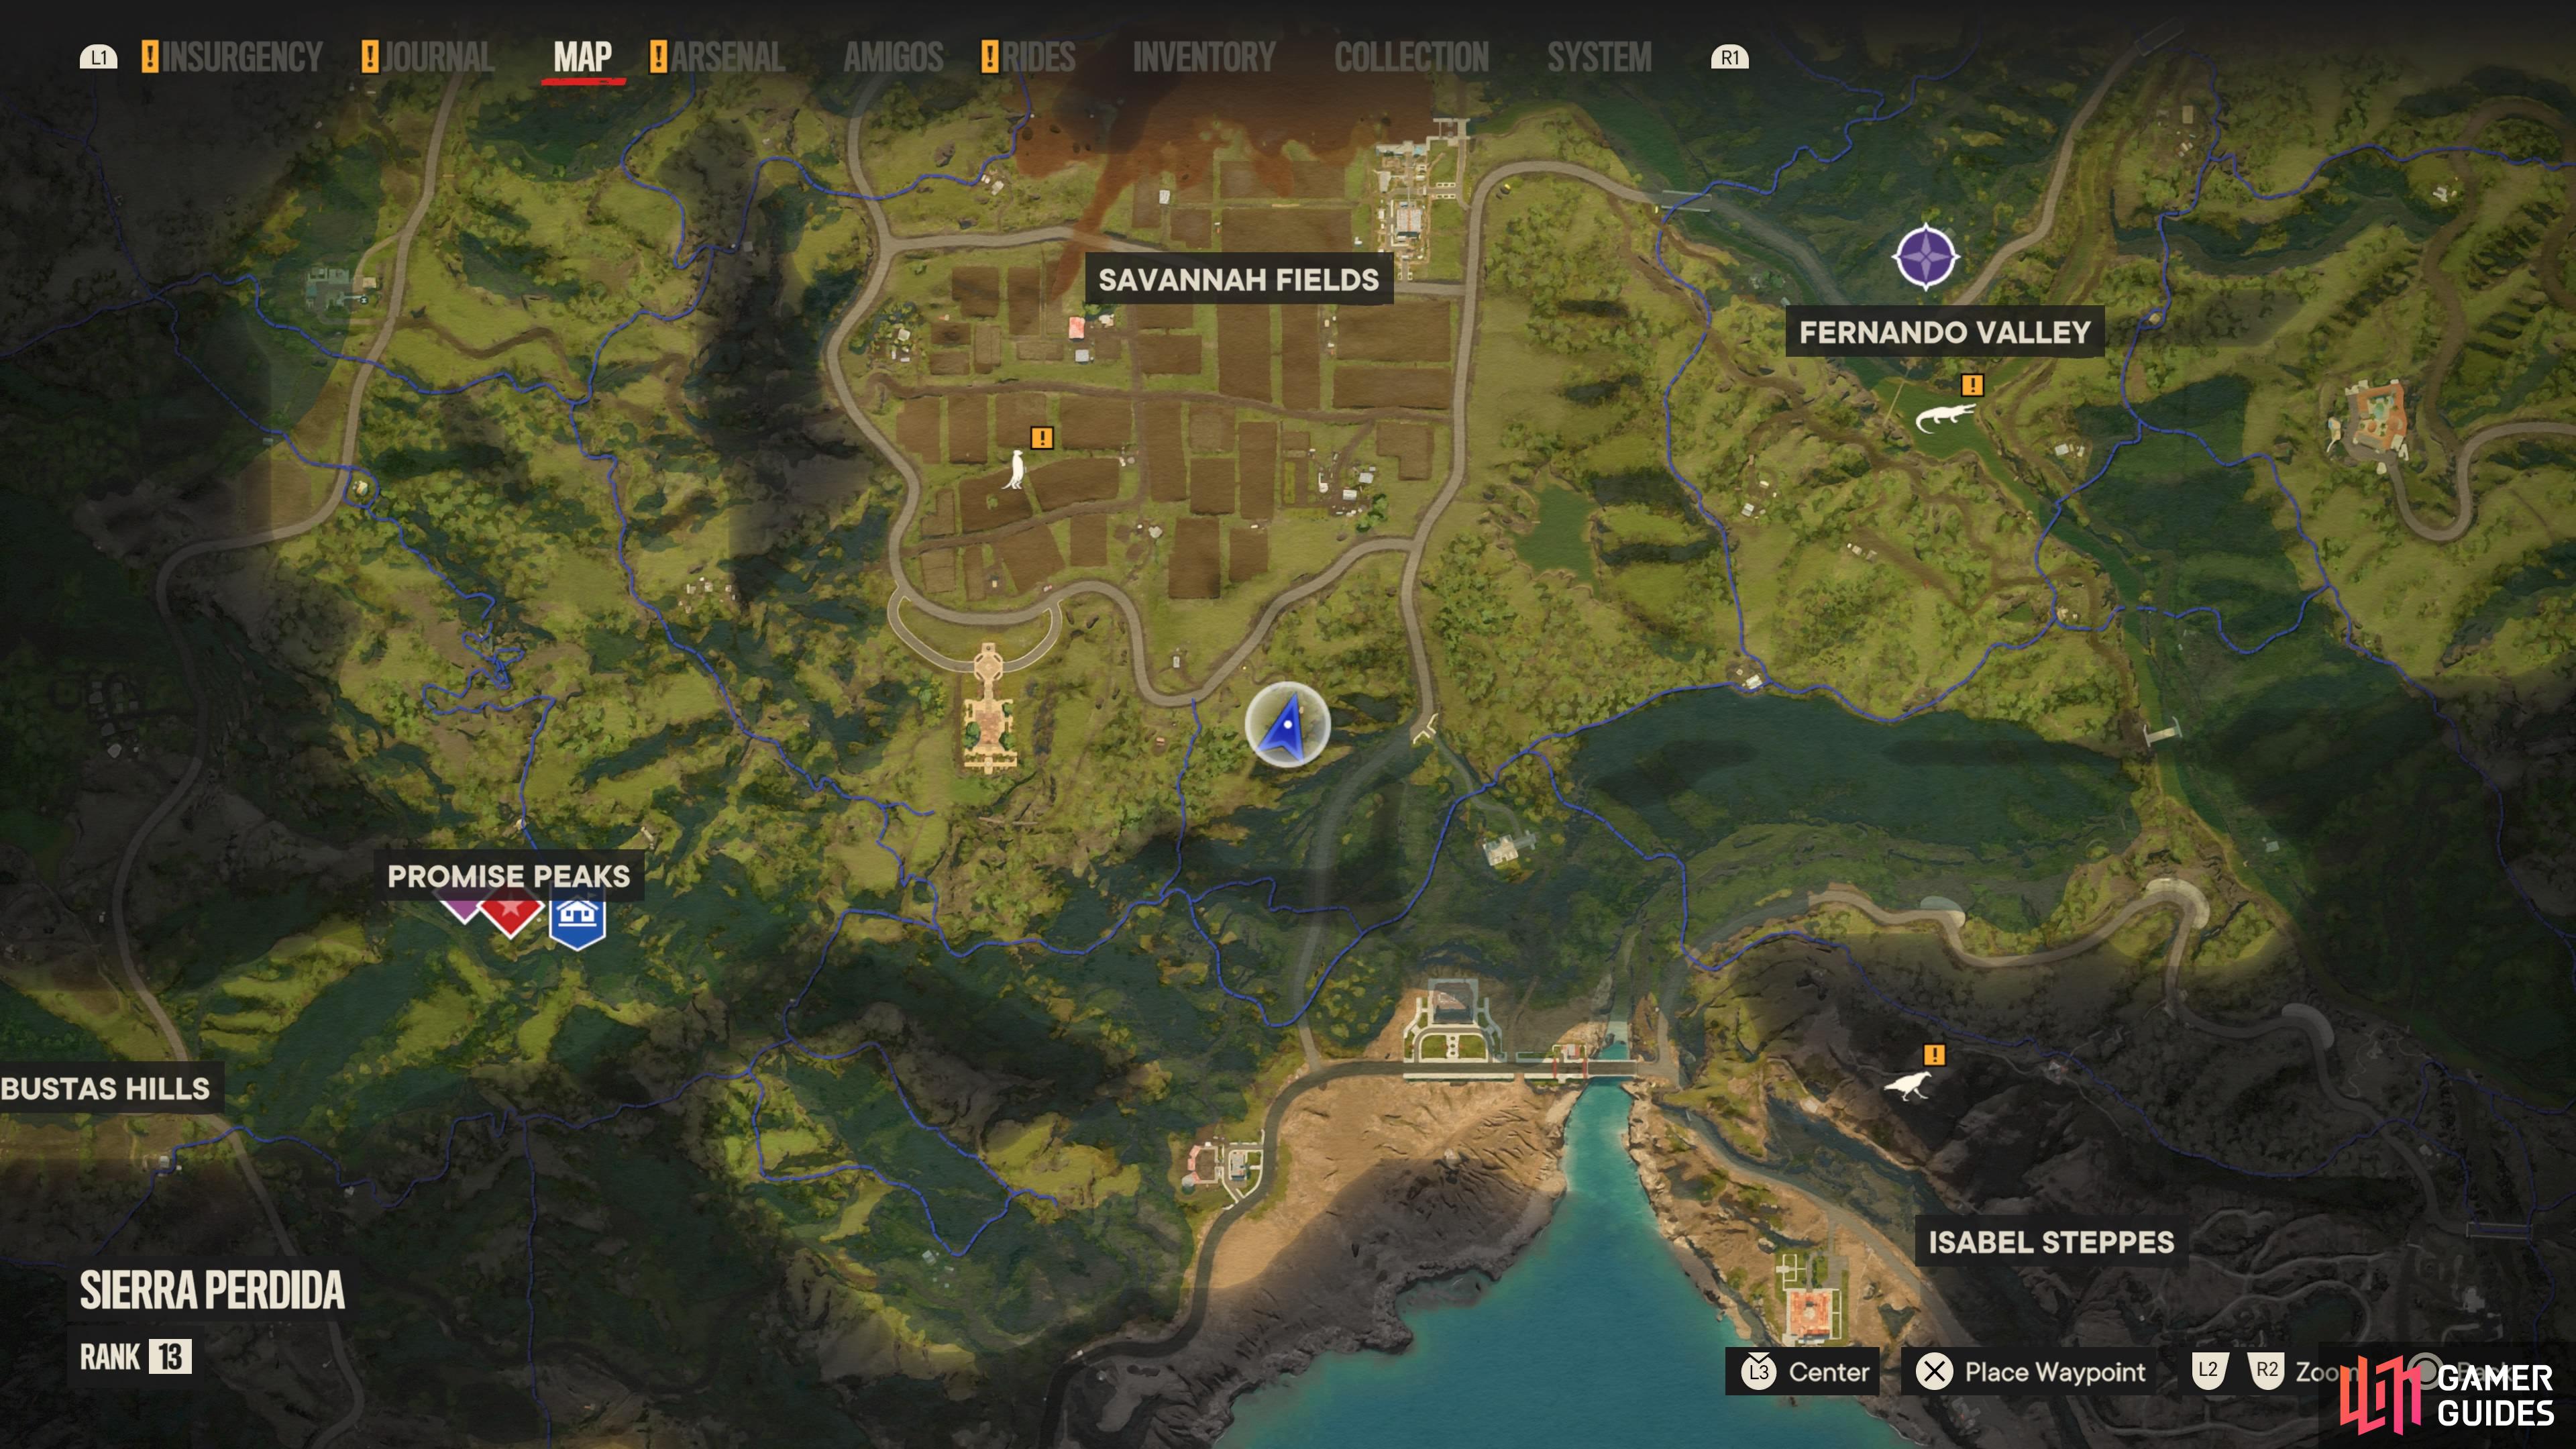 L1 ! INSURGENCY ! JOURNAL MAP ! ARSENAL AMIGOS ! RIDES INVENTORY COLLECTION SYSTEM R1
SAVANNAH FIELDS
FERNANDO VALLEY
!
!
PROMISE PEAKS
!
BUSTAS HILLS
ISABEL STEPPES
SIERRA PERDIDA
RANK 13
L3 Center Place Waypoint L2 R2
GAMER
GUIDES